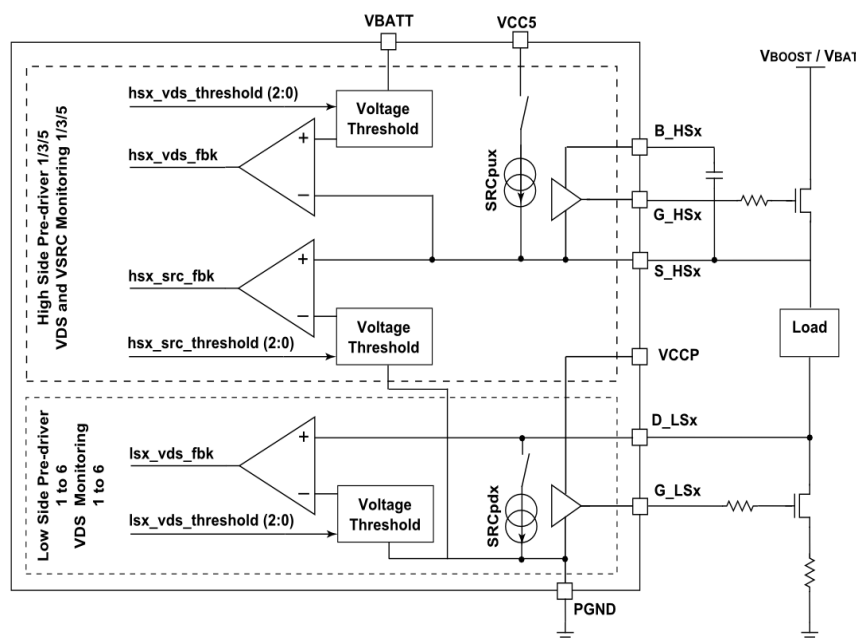 VBATT
VCC5
VBOOST / VBAT
hsx_vds_threshold (2:0)
Voltage
Threshold
hsx_vds_fbk
+
−
SRCpux
B_HSx
G_HSx
High Side Pre-driver 1/3/5
VDS and VSRC Monitoring 1/3/5
hsx_src_fbk
+
−
S_HSx
hsx_src_threshold (2:0)
Voltage
Threshold
Load
VCCP
Low Side Pre-driver
1 to 6
VDS Monitoring
1 to 6
lsx_vds_fbk
+
−
D_LSx
lsx_vds_threshold (2:0)
Voltage
Threshold
SRCpdx
G_LSx
PGND